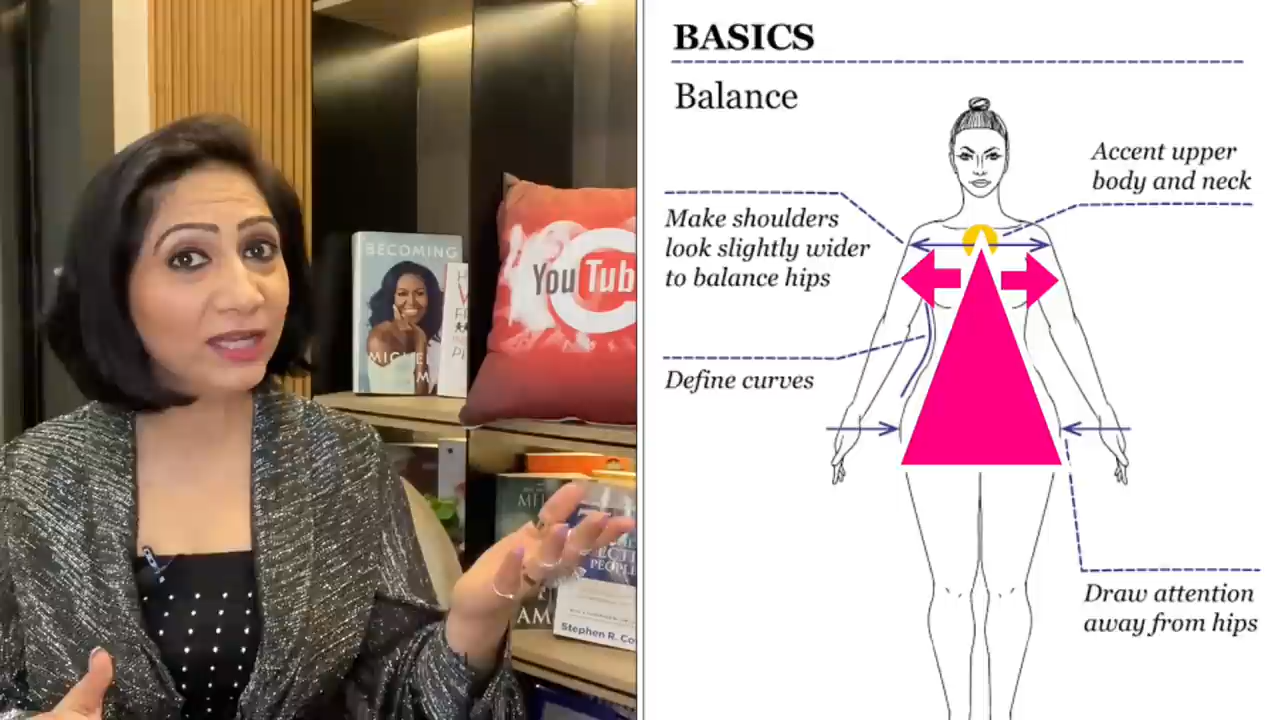 BECOMING
YouTub
Stephen R. Co
BASICS
Balance
Accent upper
body and neck
Make shoulders
look slightly wider
to balance hips
Define curves
Draw attention
away from hips